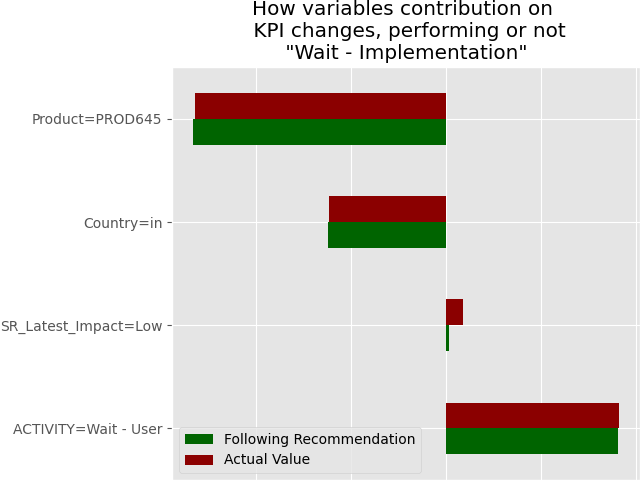 How variables contribution on
KPI changes, performing or not
"Wait - Implementation"
Product=PROD645
Country=in
SR_Latest_Impact=Low
ACTIVITY=Wait - User
Following Recommendation
Actual Value